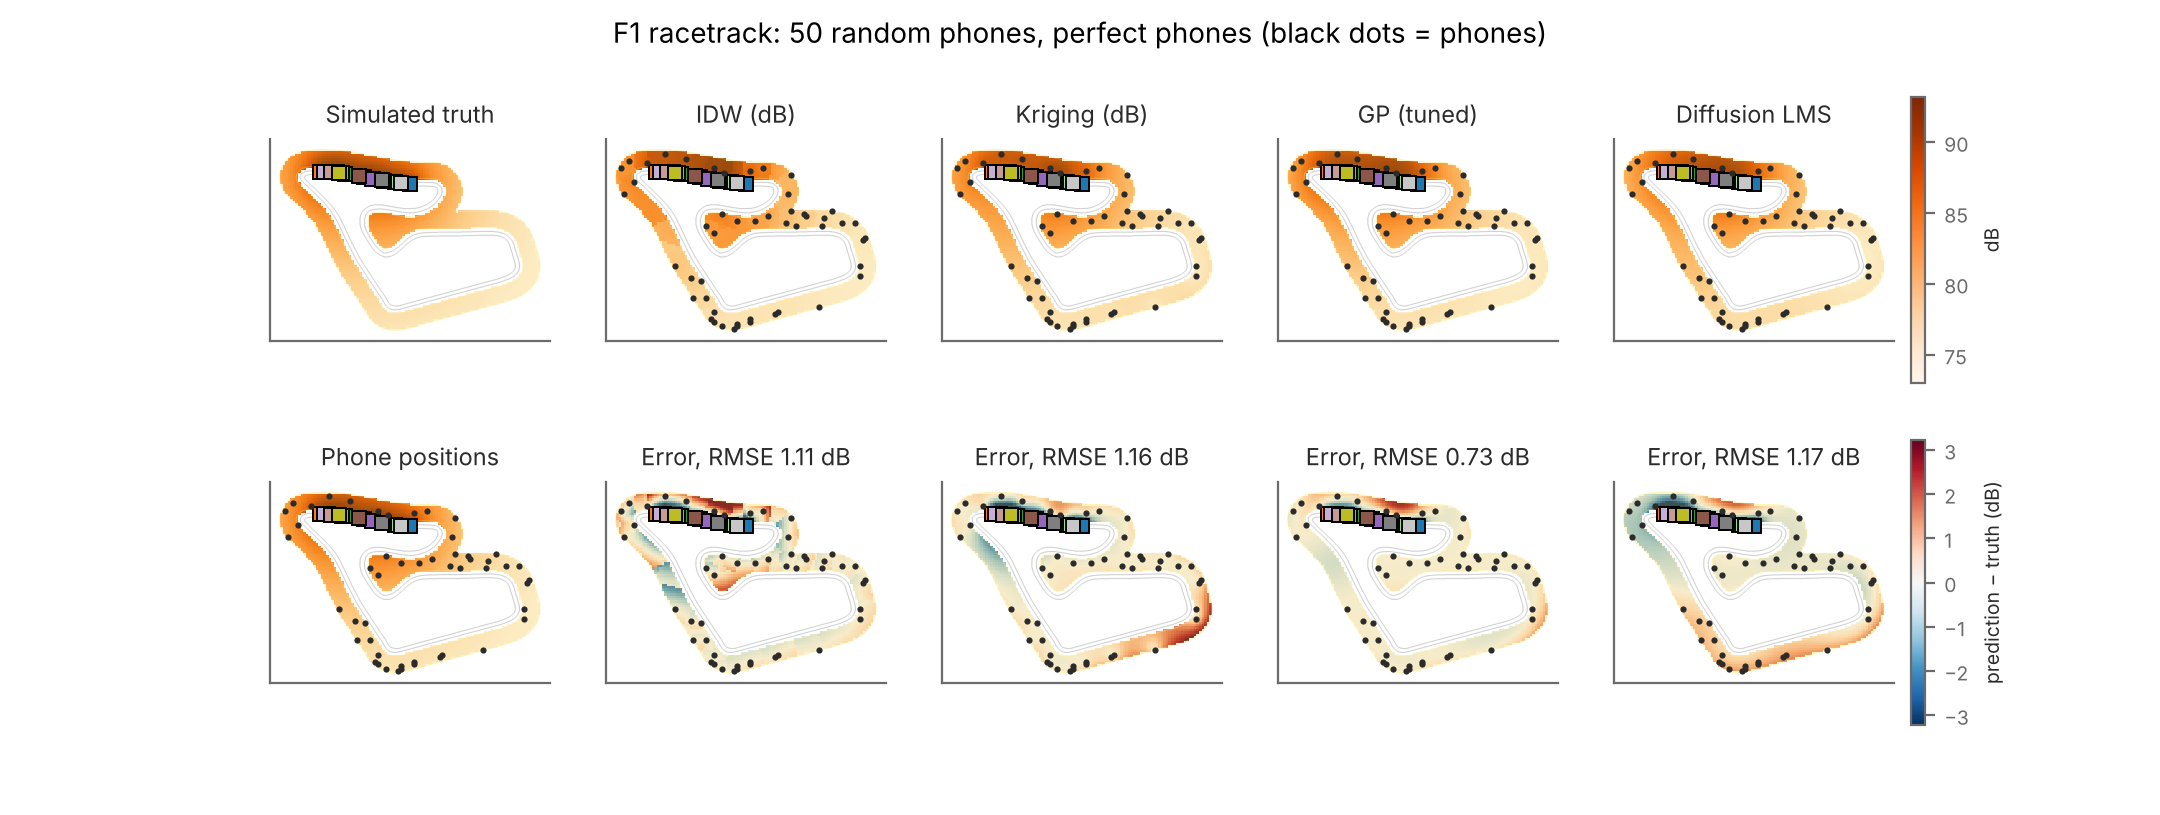 F1 racetrack: 50 random phones, perfect phones (black dots = phones)
Simulated truth
IDW (dB)
Kriging (dB)
GP (tuned)
Diffusion LMS
90
85
80
75
dB
Phone positions
Error, RMSE 1.11 dB
Error, RMSE 1.16 dB
Error, RMSE 0.73 dB
Error, RMSE 1.17 dB
3
2
1
0
−1
−2
−3
prediction − truth (dB)